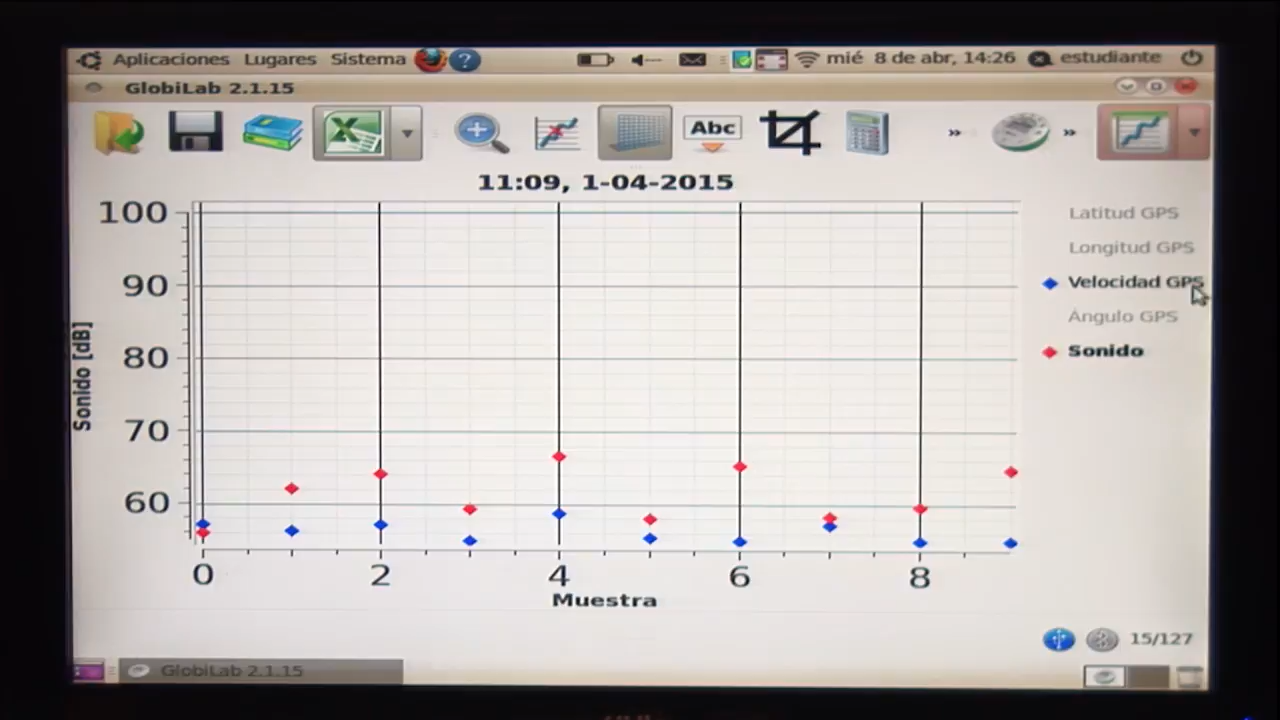 Aplicaciones Lugares Sistema mié 8 de abr, 14:26 estudiante
GlobiLab 2.1.15
Abc
11:09, 1-04-2015
100
90
80
70
60
Sonido [dB]
0 2 4 6 8
Muestra
Latitud GPS
Longitud GPS
Velocidad GPS
Ángulo GPS
Sonido
15/127
GlobiLab 2.1.15